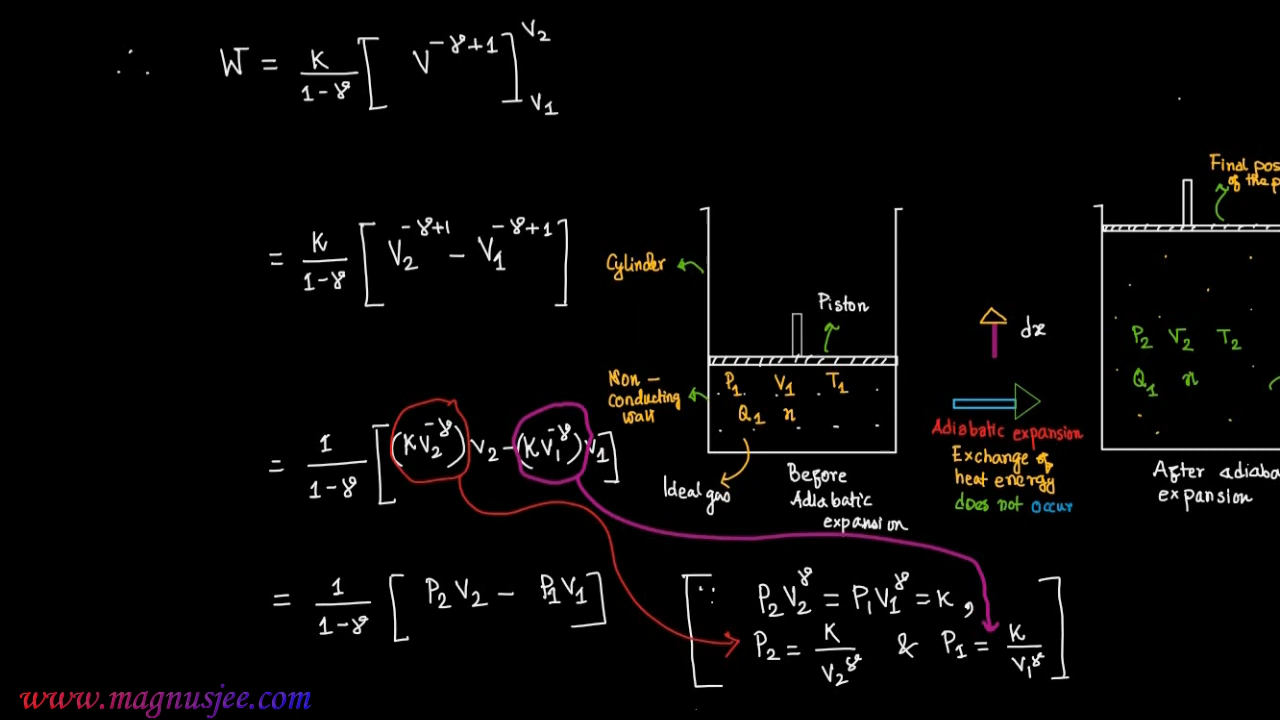 ∴ W = K/(1-γ) [ V^(-γ+1) ]_V1^V2
= K/(1-γ) [ V2^(-γ+1) - V1^(-γ+1) ]
= 1/(1-γ) [ (KV2^(-γ)) V2 - (KV1^(-γ)) V1 ]
= 1/(1-γ) [ P2V2 - P1V1 ]
[ ∵ P2V2^γ = P1V1^γ = K,
P2 = K/V2^γ & P1 = K/V1^γ ]
Cylinder
Piston
Non-
conducting
wall
P1 V1 T1
Q1 n
Ideal gas
Before
Adiabatic
expansion
dx
Adiabatic expansion
Exchange of
heat energy
does not occur
Final pos
of the p
P2 V2 T2
Q1 n
After adiaba
expansion
www.magnusjee.com